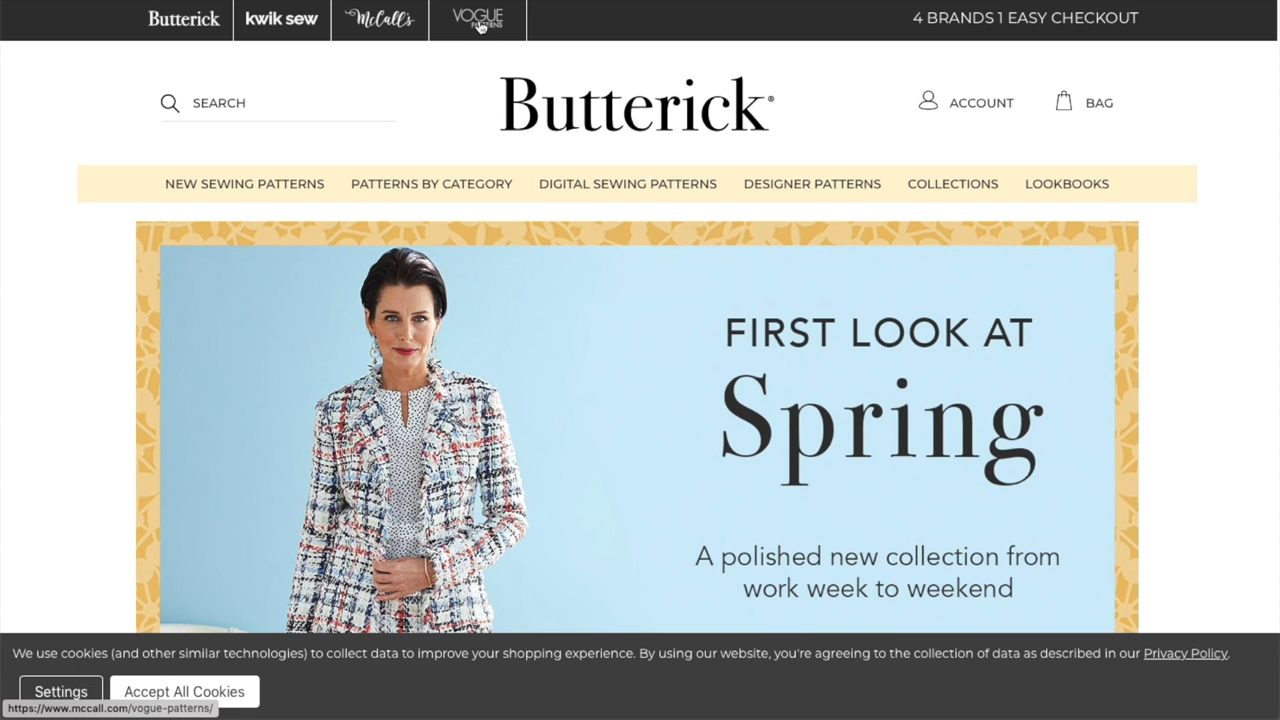 Butterick
kwik sew
McCall's
VOGUE
PATTERNS
4 BRANDS 1 EASY CHECKOUT
SEARCH
Butterick®
ACCOUNT
BAG
NEW SEWING PATTERNS
PATTERNS BY CATEGORY
DIGITAL SEWING PATTERNS
DESIGNER PATTERNS
COLLECTIONS
LOOKBOOKS
FIRST LOOK AT
Spring
A polished new collection from
work week to weekend
We use cookies (and other similar technologies) to collect data to improve your shopping experience. By using our website, you're agreeing to the collection of data as described in our Privacy Policy.
Settings
Accept All Cookies
https://www.mccall.com/vogue-patterns/